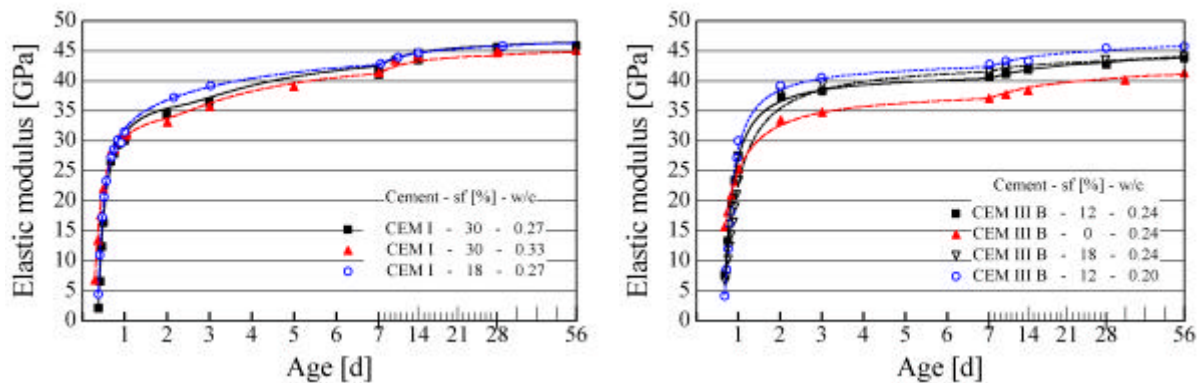 Elastic modulus [GPa]
50
45
40
35
30
25
20
15
10
5
0
Cement - sf [%] - w/c
CEM I - 30 - 0.27
CEM I - 30 - 0.33
CEM I - 18 - 0.27
1 2 3 4 5 6 7 14 21 28 56
Age [d]
Elastic modulus [GPa]
50
45
40
35
30
25
20
15
10
5
0
Cement - sf [%] - w/c
CEM III B - 12 - 0.24
CEM III B - 0 - 0.24
CEM III B - 18 - 0.24
CEM III B - 12 - 0.20
1 2 3 4 5 6 7 14 21 28 56
Age [d]